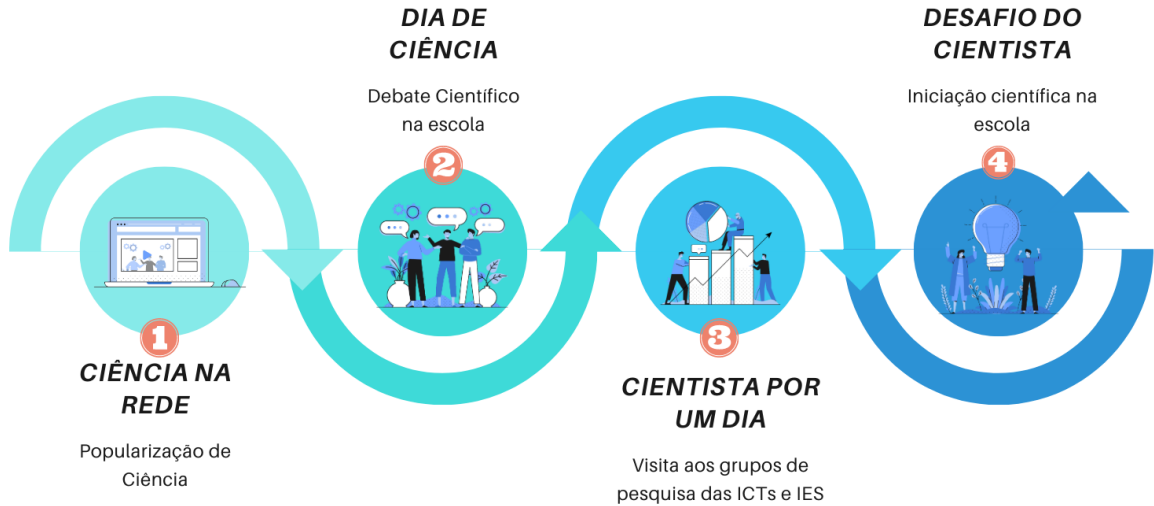 1
CIÊNCIA NA
REDE
Popularização de
Ciência
DIA DE
CIÊNCIA
Debate Científico
na escola
2
3
CIENTISTA POR
UM DIA
Visita aos grupos de
pesquisa das ICTs e IES
DESAFIO DO
CIENTISTA
Iniciação científica na
escola
4